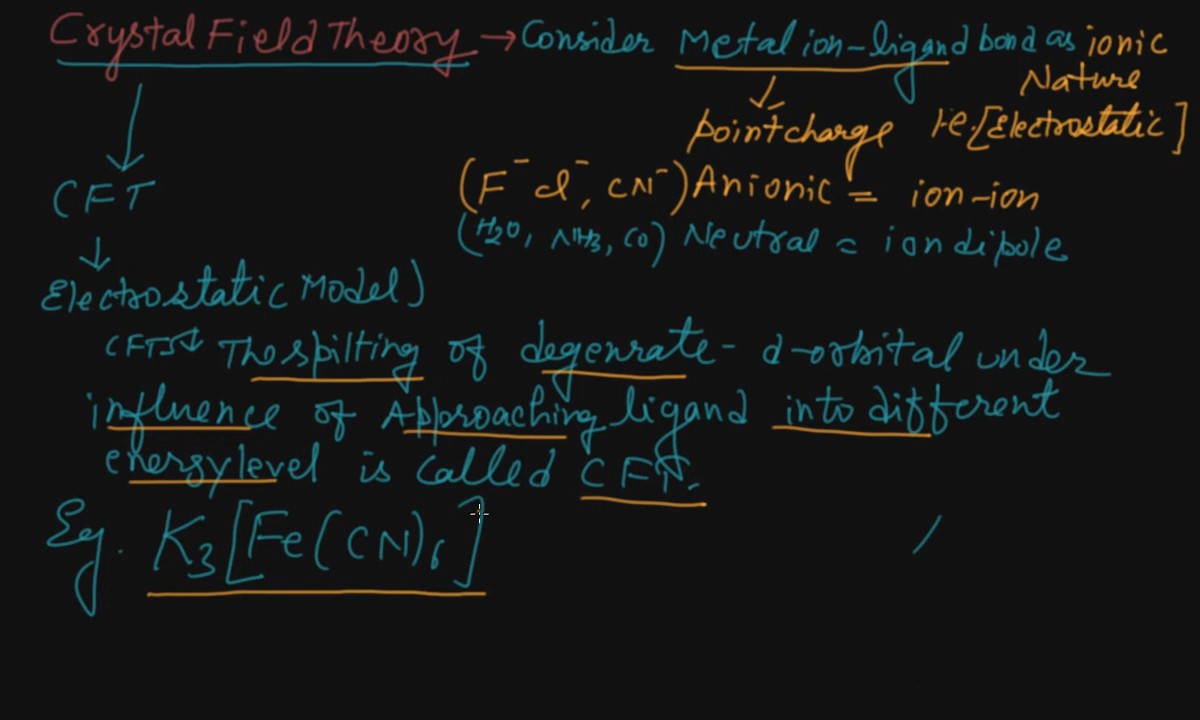 Crystal Field Theory → Consider Metal ion-ligand bond as ionic
Nature
point charge i.e. [Electrostatic]
CFT
(F⁻ Cl⁻, CN⁻) Anionic = ion-ion
(H2O, NH3, CO) Neutral = ion dipole
Electrostatic Model)
The spilting of degenrate - d-orbital under
influence of Approaching ligand into different
energy level is called CFT.
Eg. K3[Fe(CN)6]